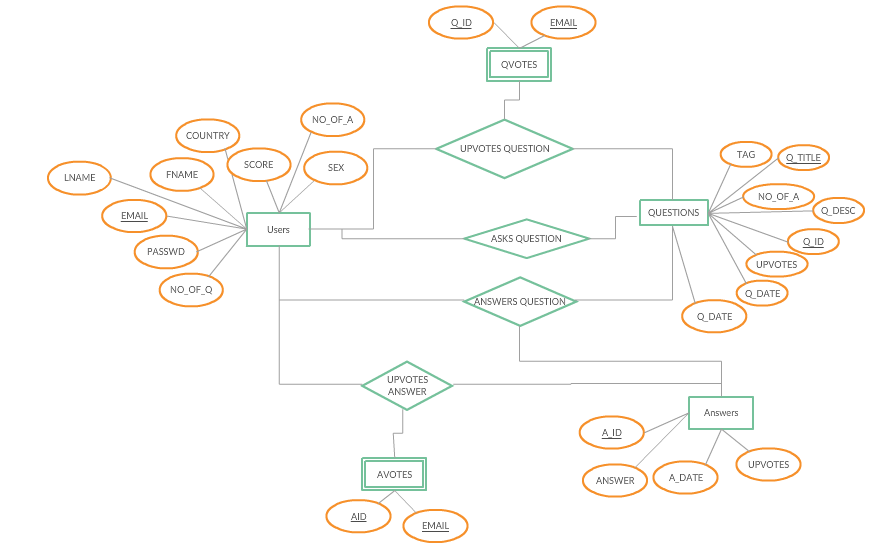 Q_ID
EMAIL
QVOTES
NO_OF_A
COUNTRY
UPVOTES QUESTION
SCORE
SEX
FNAME
LNAME
TAG
Q_TITLE
NO_OF_A
Q_DESC
QUESTIONS
EMAIL
Users
ASKS QUESTION
Q_ID
PASSWD
UPVOTES
NO_OF_Q
Q_DATE
ANSWERS QUESTION
Q_DATE
UPVOTES
ANSWER
Answers
A_ID
UPVOTES
ANSWER
A_DATE
AVOTES
AID
EMAIL